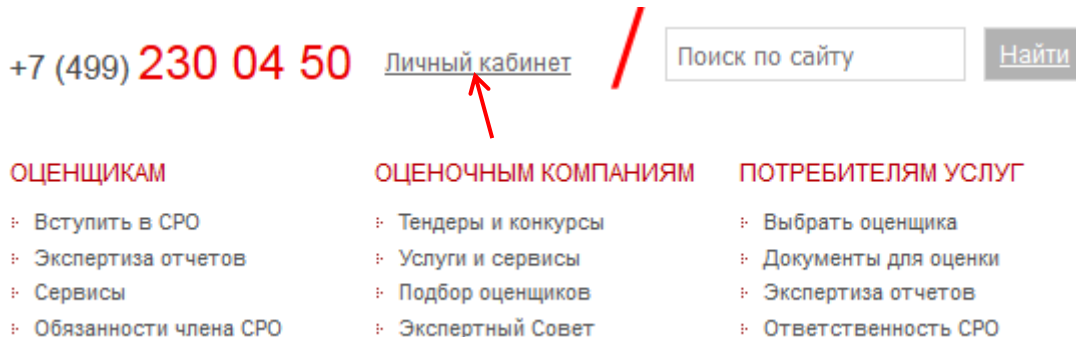 +7 (499) 230 04 50 Личный кабинет Поиск по сайту Найти
ОЦЕНЩИКАМ ОЦЕНОЧНЫМ КОМПАНИЯМ ПОТРЕБИТЕЛЯМ УСЛУГ
Вступить в СРО Тендеры и конкурсы Выбрать оценщика
Экспертиза отчетов Услуги и сервисы Документы для оценки
Сервисы Подбор оценщиков Экспертиза отчетов
Обязанности члена СРО Экспертный Совет Ответственность СРО